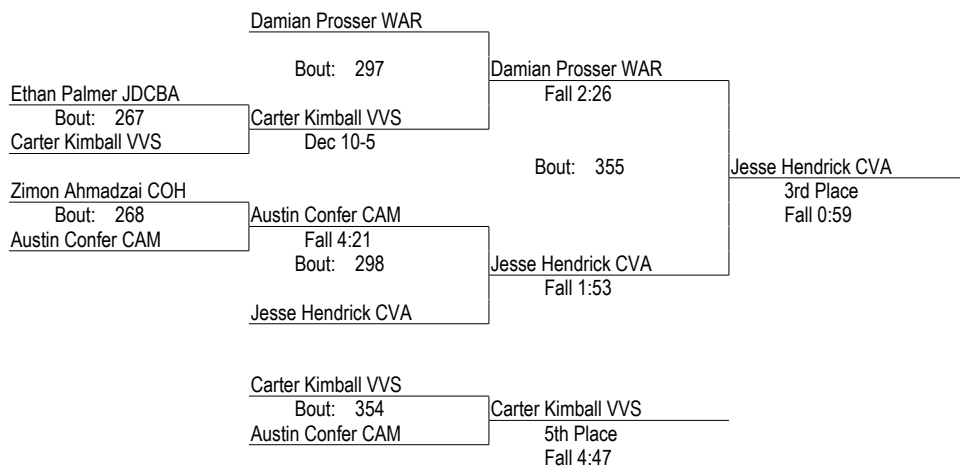 Damian Prosser WAR
Bout: 297
Damian Prosser WAR
Fall 2:26
Ethan Palmer JDCBA
Bout: 267
Carter Kimball VVS
Carter Kimball VVS
Dec 10-5
Bout: 355
Jesse Hendrick CVA
3rd Place
Fall 0:59
Zimon Ahmadzai COH
Bout: 268
Austin Confer CAM
Austin Confer CAM
Fall 4:21
Bout: 298
Jesse Hendrick CVA
Fall 1:53
Jesse Hendrick CVA
Carter Kimball VVS
Bout: 354
Austin Confer CAM
Carter Kimball VVS
5th Place
Fall 4:47